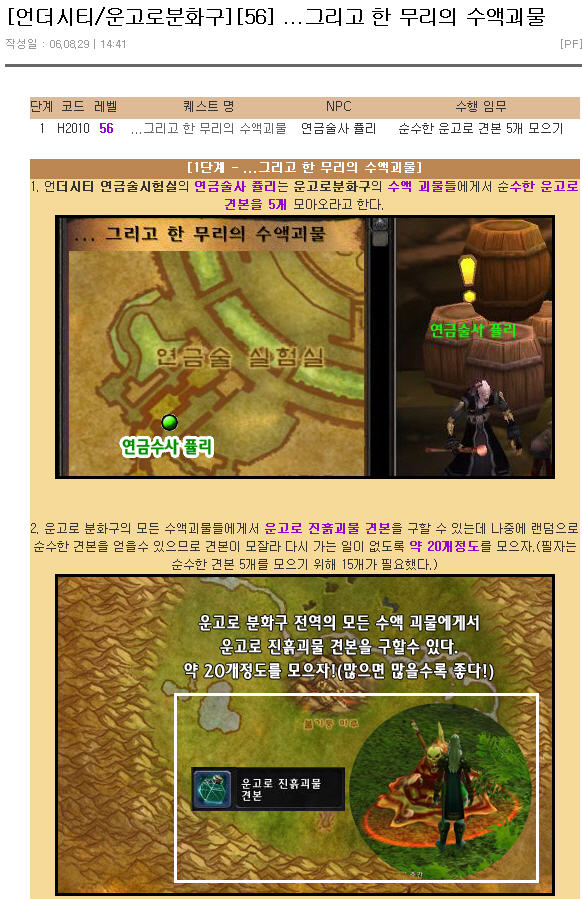 [언더시티/운고로분화구][56] ...그리고 한 무리의 수액괴물
작성일 : 06.08.29 | 14:41 [PF]
단계 코드 레벨 퀘스트 명 NPC 수행 임무
1 H2010 56 ...그리고 한 무리의 수액괴물 연금술사 퓰리 순수한 운고로 견본 5개 모으기
[1단계 - ...그리고 한 무리의 수액괴물]
1. 언더시티 연금술시험실의 연금술사 퓰리는 운고로분화구의 수액 괴물들에게서 순수한 운고로
견본을 5개 모아오라고 한다.
... 그리고 한 무리의 수액괴물
연금술사 퓰리
연금술 실험실
연금수사 퓰리
2. 운고로 분화구의 모든 수액괴물들에게서 운고로 진흙괴물 견본을 구할 수 있는데 나중에 랜덤으로
순수한 견본을 얻을수 있으므로 견본이 모잘라 다시 가는 일이 없도록 약 20개정도를 모으자.(필자는
순수한 견본 5개를 모으기 위해 15개가 필요했다.)
운고로 분화구 전역의 모든 수액 괴물에게서
운고로 진흙괴물 견본을 구할수 있다.
약 20개정도를 모으자!(많으면 많을수록 좋다!)
불기둥 마루
운고로 진흙괴물
견본